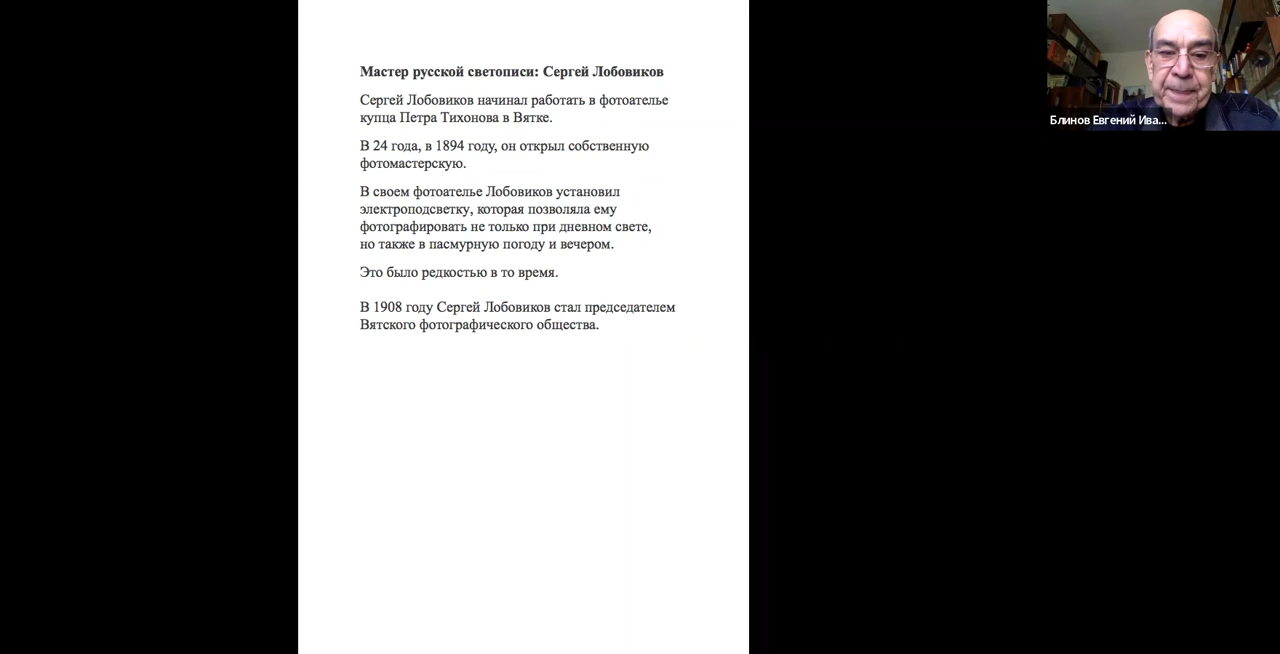 Мастер русской светописи: Сергей Лобовиков
Сергей Лобовиков начинал работать в фотоателье
купца Петра Тихонова в Вятке.
В 24 года, в 1894 году, он открыл собственную
фотомастерскую.
В своем фотоателье Лобовиков установил
электроподсветку, которая позволяла ему
фотографировать не только при дневном свете,
но также в пасмурную погоду и вечером.
Это было редкостью в то время.
В 1908 году Сергей Лобовиков стал председателем
Вятского фотографического общества.
Блинов Евгений Ива...